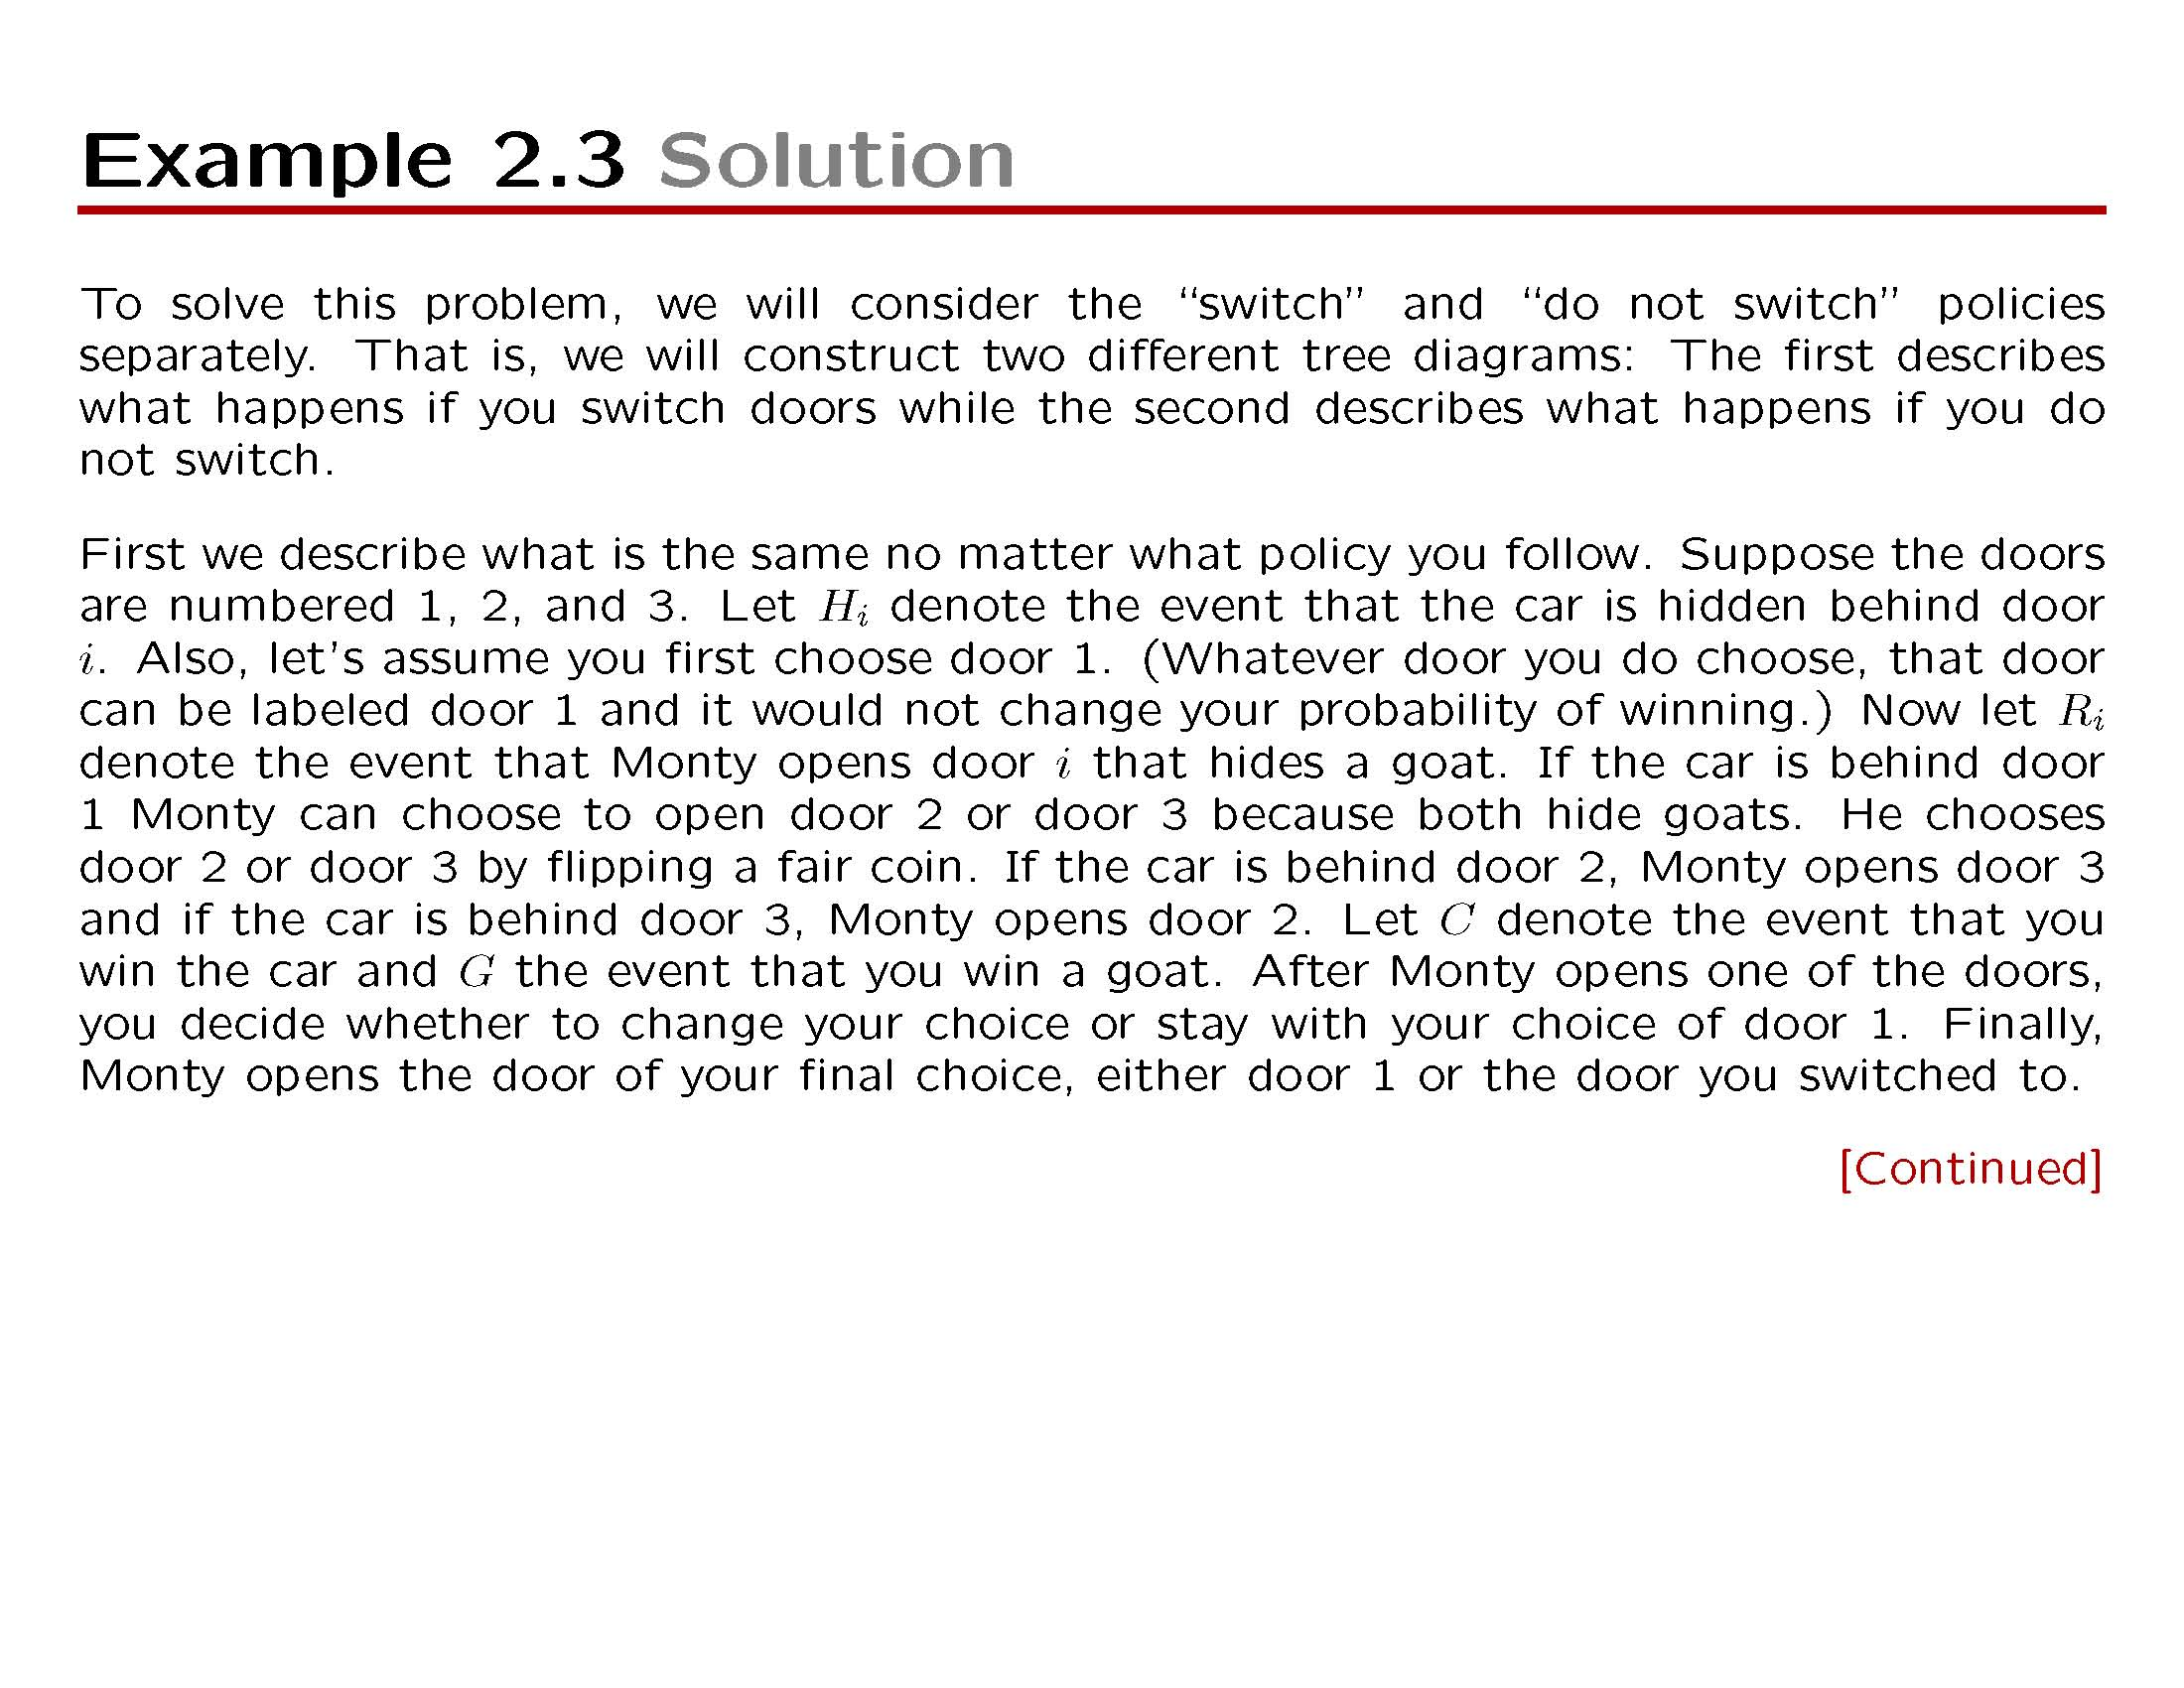 Example 2.3 Solution
To solve this problem, we will consider the “switch” and “do not switch” policies
separately. That is, we will construct two different tree diagrams: The first describes
what happens if you switch doors while the second describes what happens if you do
not switch.
First we describe what is the same no matter what policy you follow. Suppose the doors
are numbered 1, 2, and 3. Let H_i denote the event that the car is hidden behind door
i. Also, let’s assume you first choose door 1. (Whatever door you do choose, that door
can be labeled door 1 and it would not change your probability of winning.) Now let R_i
denote the event that Monty opens door i that hides a goat. If the car is behind door
1 Monty can choose to open door 2 or door 3 because both hide goats. He chooses
door 2 or door 3 by flipping a fair coin. If the car is behind door 2, Monty opens door 3
and if the car is behind door 3, Monty opens door 2. Let C denote the event that you
win the car and G the event that you win a goat. After Monty opens one of the doors,
you decide whether to change your choice or stay with your choice of door 1. Finally,
Monty opens the door of your final choice, either door 1 or the door you switched to.
[Continued]